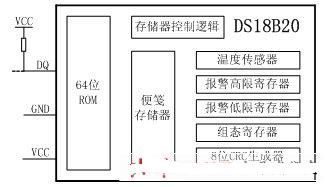 VCC
DQ
GND
VCC
64位
ROM
存储器控制逻辑
DS18B20
便笺
存储器
温度传感器
报警高限寄存器
报警低限寄存器
组态寄存器
8位CRC生成器